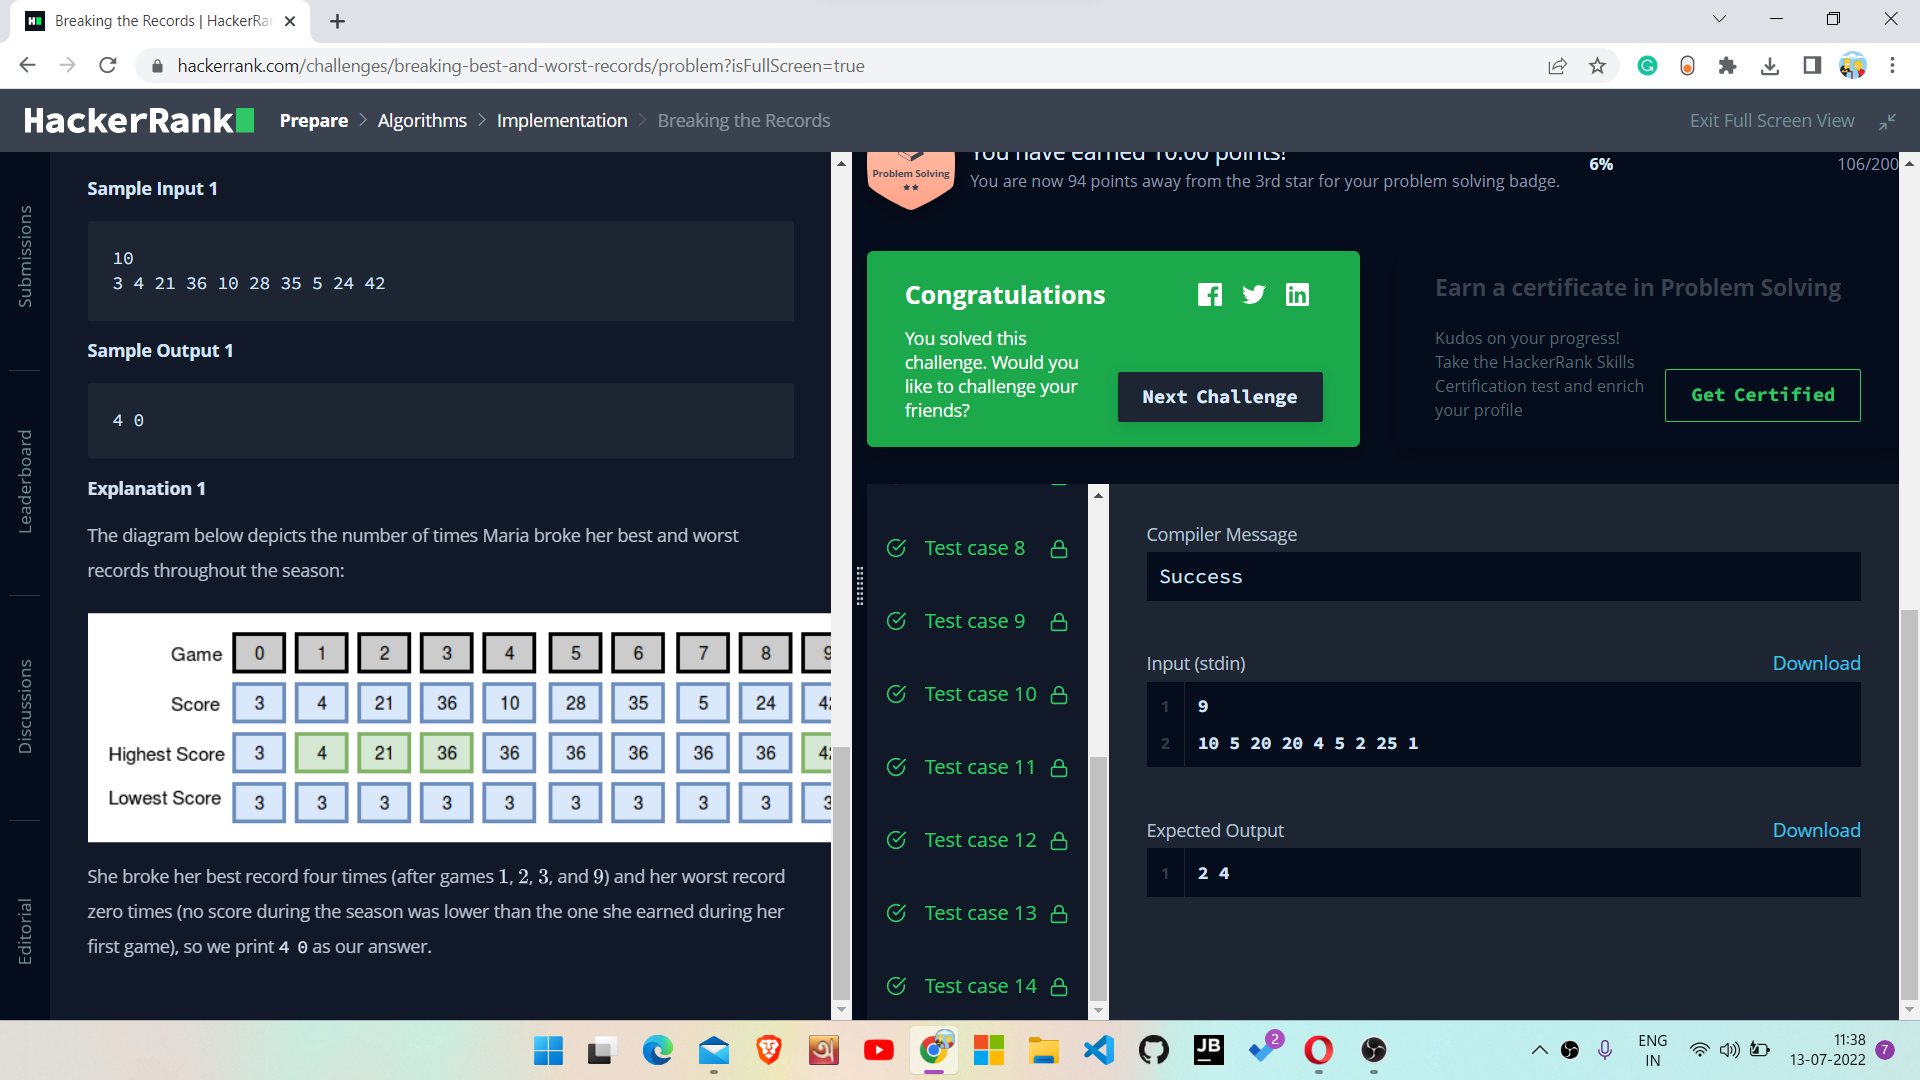 Breaking the Records | HackerRan
hackerrank.com/challenges/breaking-best-and-worst-records/problem?isFullScreen=true
HackerRank
Prepare > Algorithms > Implementation > Breaking the Records
Exit Full Screen View
Submissions
Leaderboard
Discussions
Editorial
Sample Input 1
10
3 4 21 36 10 28 35 5 24 42
Sample Output 1
4 0
Explanation 1
The diagram below depicts the number of times Maria broke her best and worst
records throughout the season:
Game 0 1 2 3 4 5 6 7 8 9
Score 3 4 21 36 10 28 35 5 24 42
Highest Score 3 4 21 36 36 36 36 36 36 42
Lowest Score 3 3 3 3 3 3 3 3 3 3
She broke her best record four times (after games 1, 2, 3, and 9) and her worst record
zero times (no score during the season was lower than the one she earned during her
first game), so we print 4 0 as our answer.
Problem Solving
You have earned 10.00 points!
You are now 94 points away from the 3rd star for your problem solving badge.
6%
106/200
Congratulations
You solved this
challenge. Would you
like to challenge your
friends?
Next Challenge
Earn a certificate in Problem Solving
Kudos on your progress!
Take the HackerRank Skills
Certification test and enrich
your profile
Get Certified
Test case 8
Test case 9
Test case 10
Test case 11
Test case 12
Test case 13
Test case 14
Compiler Message
Success
Input (stdin)
Download
1 9
2 10 5 20 20 4 5 2 25 1
Expected Output
Download
1 2 4
JB
2
ENG
IN
11:38
13-07-2022
7